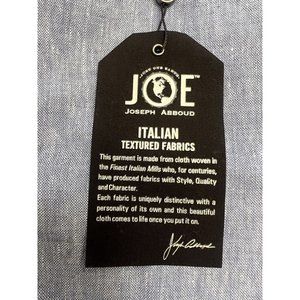 JOE™
JOSEPH ABBOUD
ITALIAN
TEXTURED FABRICS
This garment is made from cloth woven in
the Finest Italian Mills who, for centuries,
have produced fabrics with Style, Quality
and Character.
Each fabric is uniquely distinctive with a
personality of its own and this beautiful
cloth comes to life once you put it on.